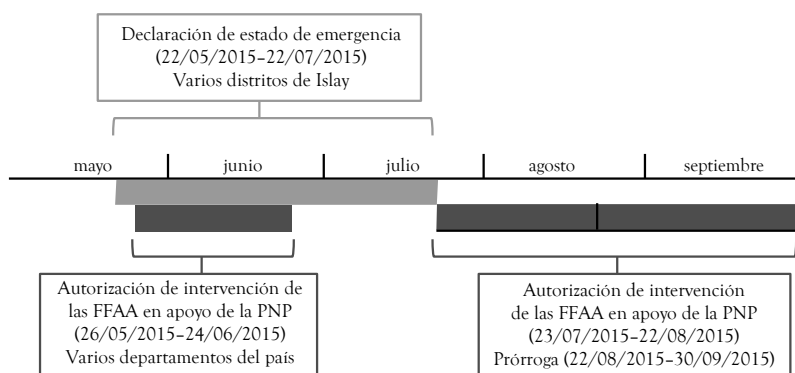 Declaración de estado de emergencia
(22/05/2015-22/07/2015)
Varios distritos de Islay
mayo junio julio agosto septiembre
Autorización de intervención de
las FFAA en apoyo de la PNP
(26/05/2015-24/06/2015)
Varios departamentos del país
Autorización de intervención
de las FFAA en apoyo de la PNP
(23/07/2015-22/08/2015)
Prórroga (22/08/2015-30/09/2015)